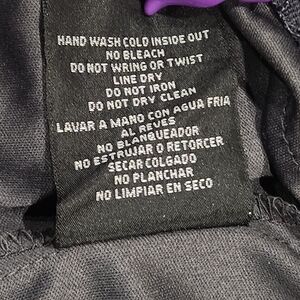 HAND WASH COLD INSIDE OUT
NO BLEACH
DO NOT WRING OR TWIST
LINE DRY
DO NOT IRON
DO NOT DRY CLEAN
LAVAR A MANO CON AGUA FRIA
AL REVES
NO BLANQUEADOR
NO ESTRUJAR O RETORCER
SECAR COLGADO
NO PLANCHAR
NO LIMPIAR EN SECO